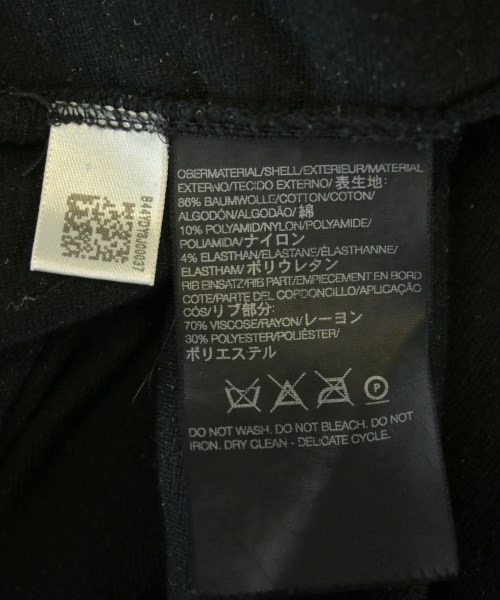 OBERMATERIAL/SHELL/EXTERIEUR/MATERIAL
EXTERNO/TECIDO EXTERNO/表生地:
86% BAUMWOLLE/COTTON/COTON/
ALGODÓN/ALGODÃO/綿
10% POLYAMID/NYLON/POLYAMIDE/
POLIAMIDA/ナイロン
4% ELASTHAN/ELASTANE/ÉLASTHANNE/
ELASTHAM/ポリウレタン
RIB EINSATZ/RIB PART/EMPIECEMENT EN BORD
COTE/PARTE DEL CORDONCILLO/APLICAÇÃO
CÓS/リブ部分:
70% VISCOSE/RAYON/レーヨン
30% POLYESTER/POLIÉSTER/
ポリエステル
P
DO NOT WASH. DO NOT BLEACH. DO NOT
IRON. DRY CLEAN - DELICATE CYCLE.